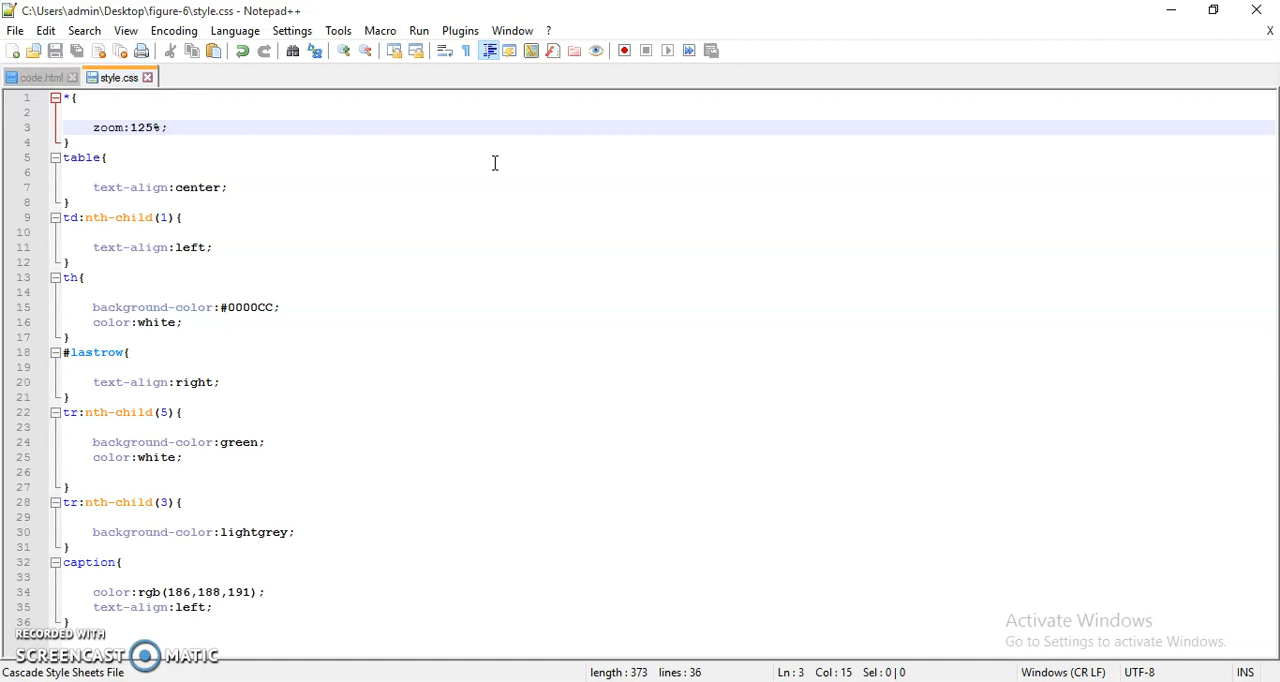 C:\Users\admin\Desktop\figure-6\style.css - Notepad++
File Edit Search View Encoding Language Settings Tools Macro Run Plugins Window ? X
code.html style.css
1 *{
2
3 zoom:125%;
4 }
5 table{
6
7 text-align:center;
8 }
9 td:nth-child(1){
10
11 text-align:left;
12 }
13 th{
14
15 background-color:#0000CC;
16 color:white;
17 }
18 #lastrow{
19
20 text-align:right;
21 }
22 tr:nth-child(5){
23
24 background-color:green;
25 color:white;
26
27 }
28 tr:nth-child(3){
29
30 background-color:lightgrey;
31 }
32 caption{
33
34 color:rgb(186,188,191);
35 text-align:left;
36 }
Activate Windows
Go to Settings to activate Windows.
RECORDED WITH
SCREENCAST MATIC
Cascade Style Sheets File length : 373 lines : 36 Ln : 3 Col : 15 Sel : 0 | 0 Windows (CR LF) UTF-8 INS